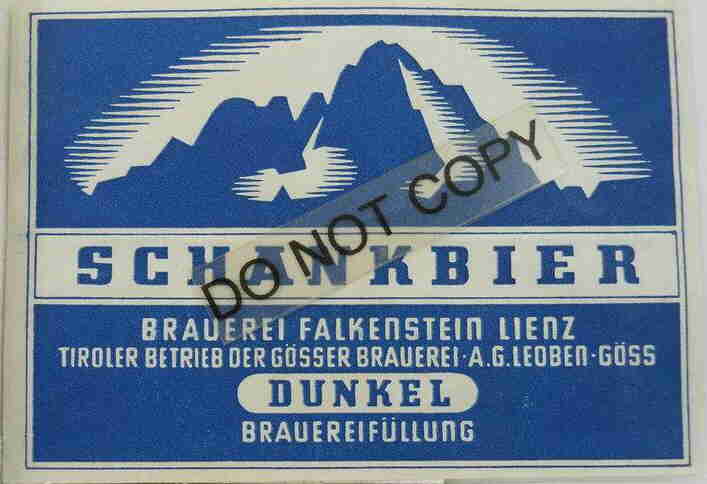 DO NOT COPY
SCHANKBIER
BRAUEREI FALKENSTEIN LIENZ
TIROLER BETRIEB DER GÖSSER BRAUEREI·A.G. LEOBEN·GÖSS
DUNKEL
BRAUEREIFÜLLUNG